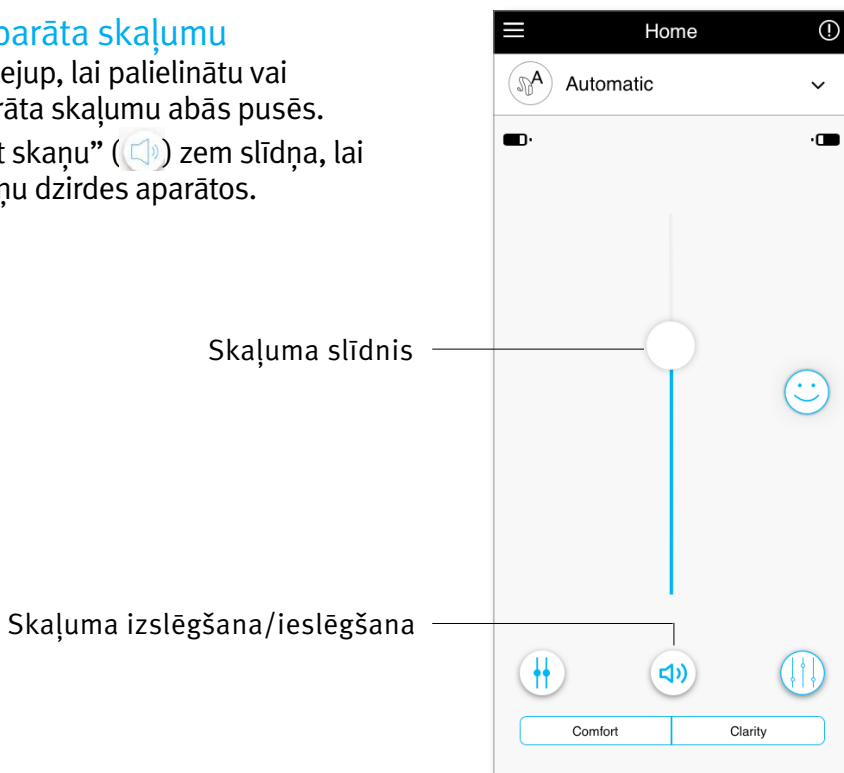 parāta skaļumu
ejup, lai palielinātu vai
rāta skaļumu abās pusēs.
t skaņu” ( ) zem slīdņa, lai
ņu dzirdes aparātos.
Home
A
Automatic
Skaļuma slīdnis
Skaļuma izslēgšana/ieslēgšana
Comfort Clarity